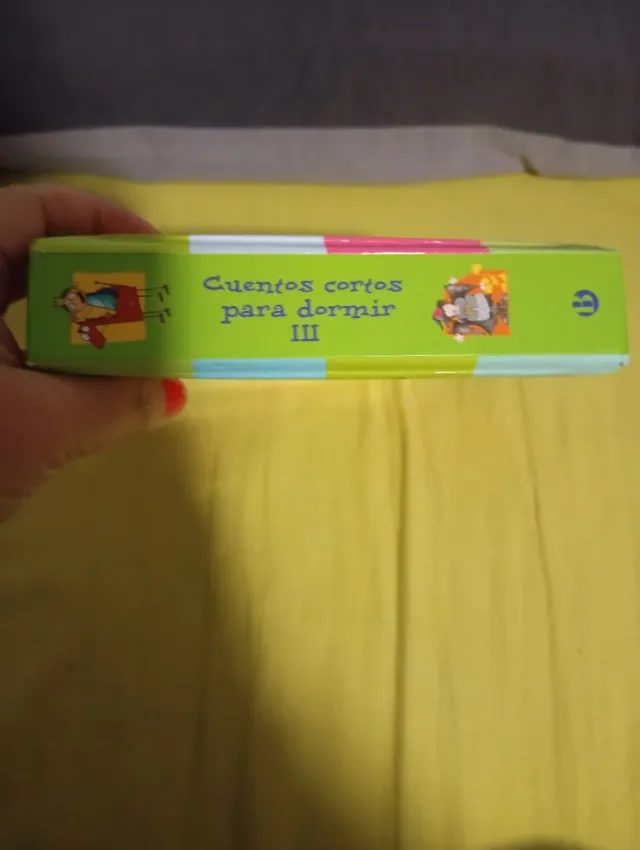 Cuentos cortos
para dormir
III
B